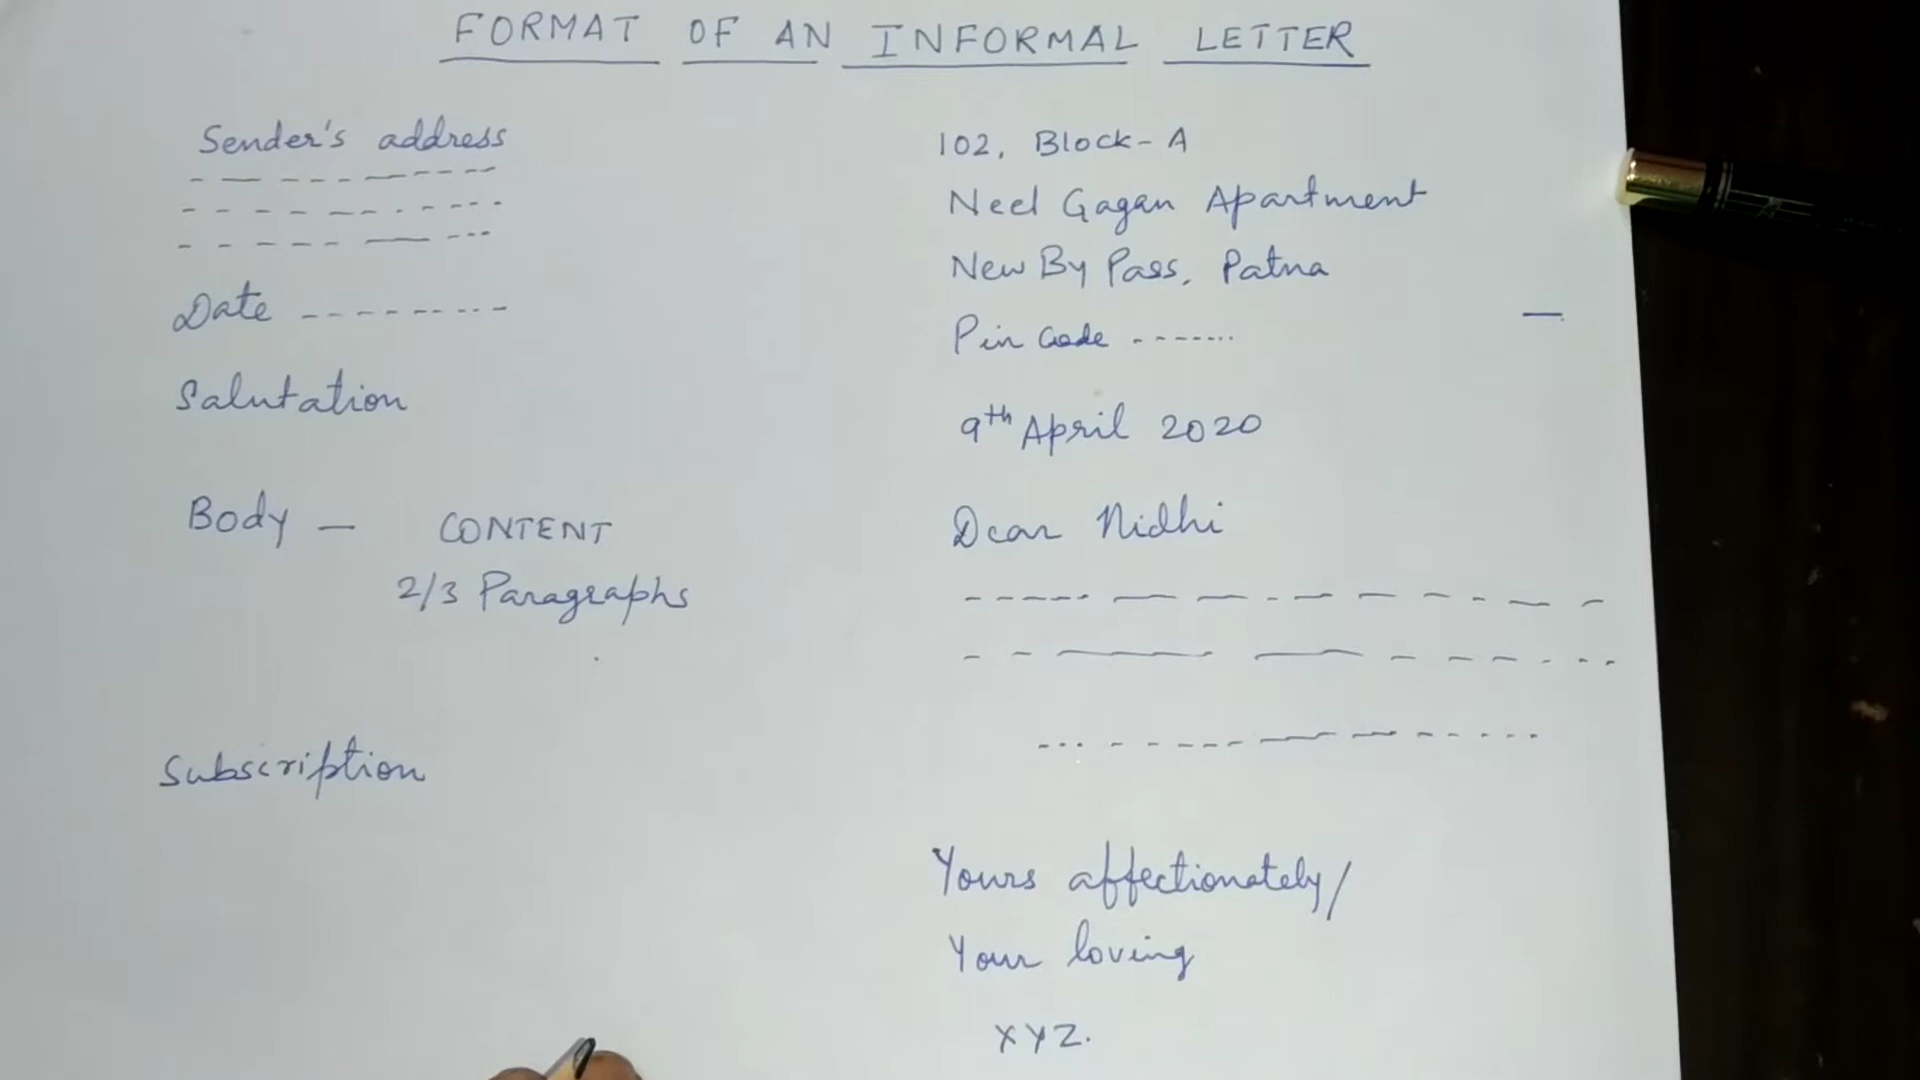 FORMAT OF AN INFORMAL LETTER
Sender's address
Date ---------
Salutation
Body - CONTENT
2/3 Paragraphs
Subscription
102, Block-A
Neel Gagan Apartment
New By Pass, Patna
Pin Code -------
9th April 2020
Dear Nidhi
Yours affectionately/
Your loving
XYZ.